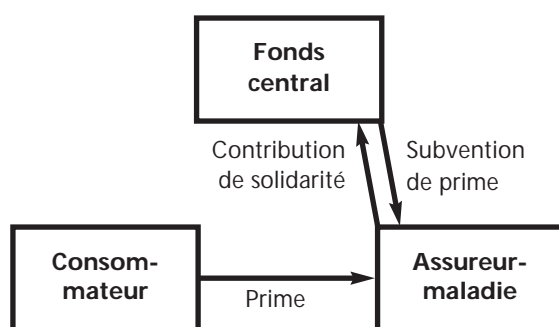 Fonds
central
Contribution
de solidarité
Subvention
de prime
Consom-
mateur
Prime
Assureur-
maladie